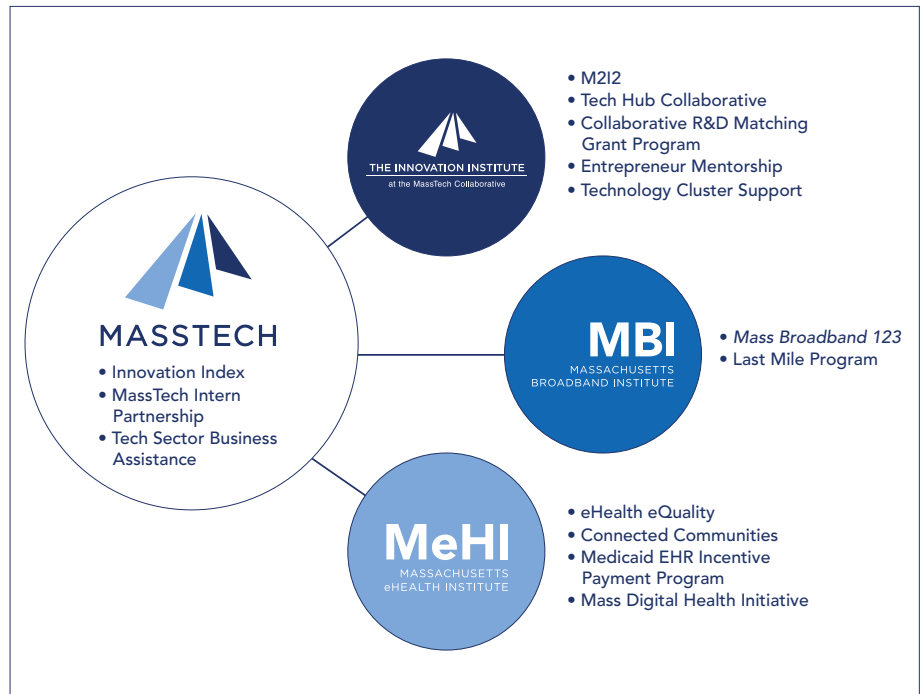 THE INNOVATION INSTITUTE
at the MassTech Collaborative
• M2I2
• Tech Hub Collaborative
• Collaborative R&D Matching
Grant Program
• Entrepreneur Mentorship
• Technology Cluster Support
MASSTECH
• Innovation Index
• MassTech Intern
Partnership
• Tech Sector Business
Assistance
MBI
MASSACHUSETTS
BROADBAND INSTITUTE
• Mass Broadband 123
• Last Mile Program
MeHI
MASSACHUSETTS
eHEALTH INSTITUTE
• eHealth eQuality
• Connected Communities
• Medicaid EHR Incentive
Payment Program
• Mass Digital Health Initiative